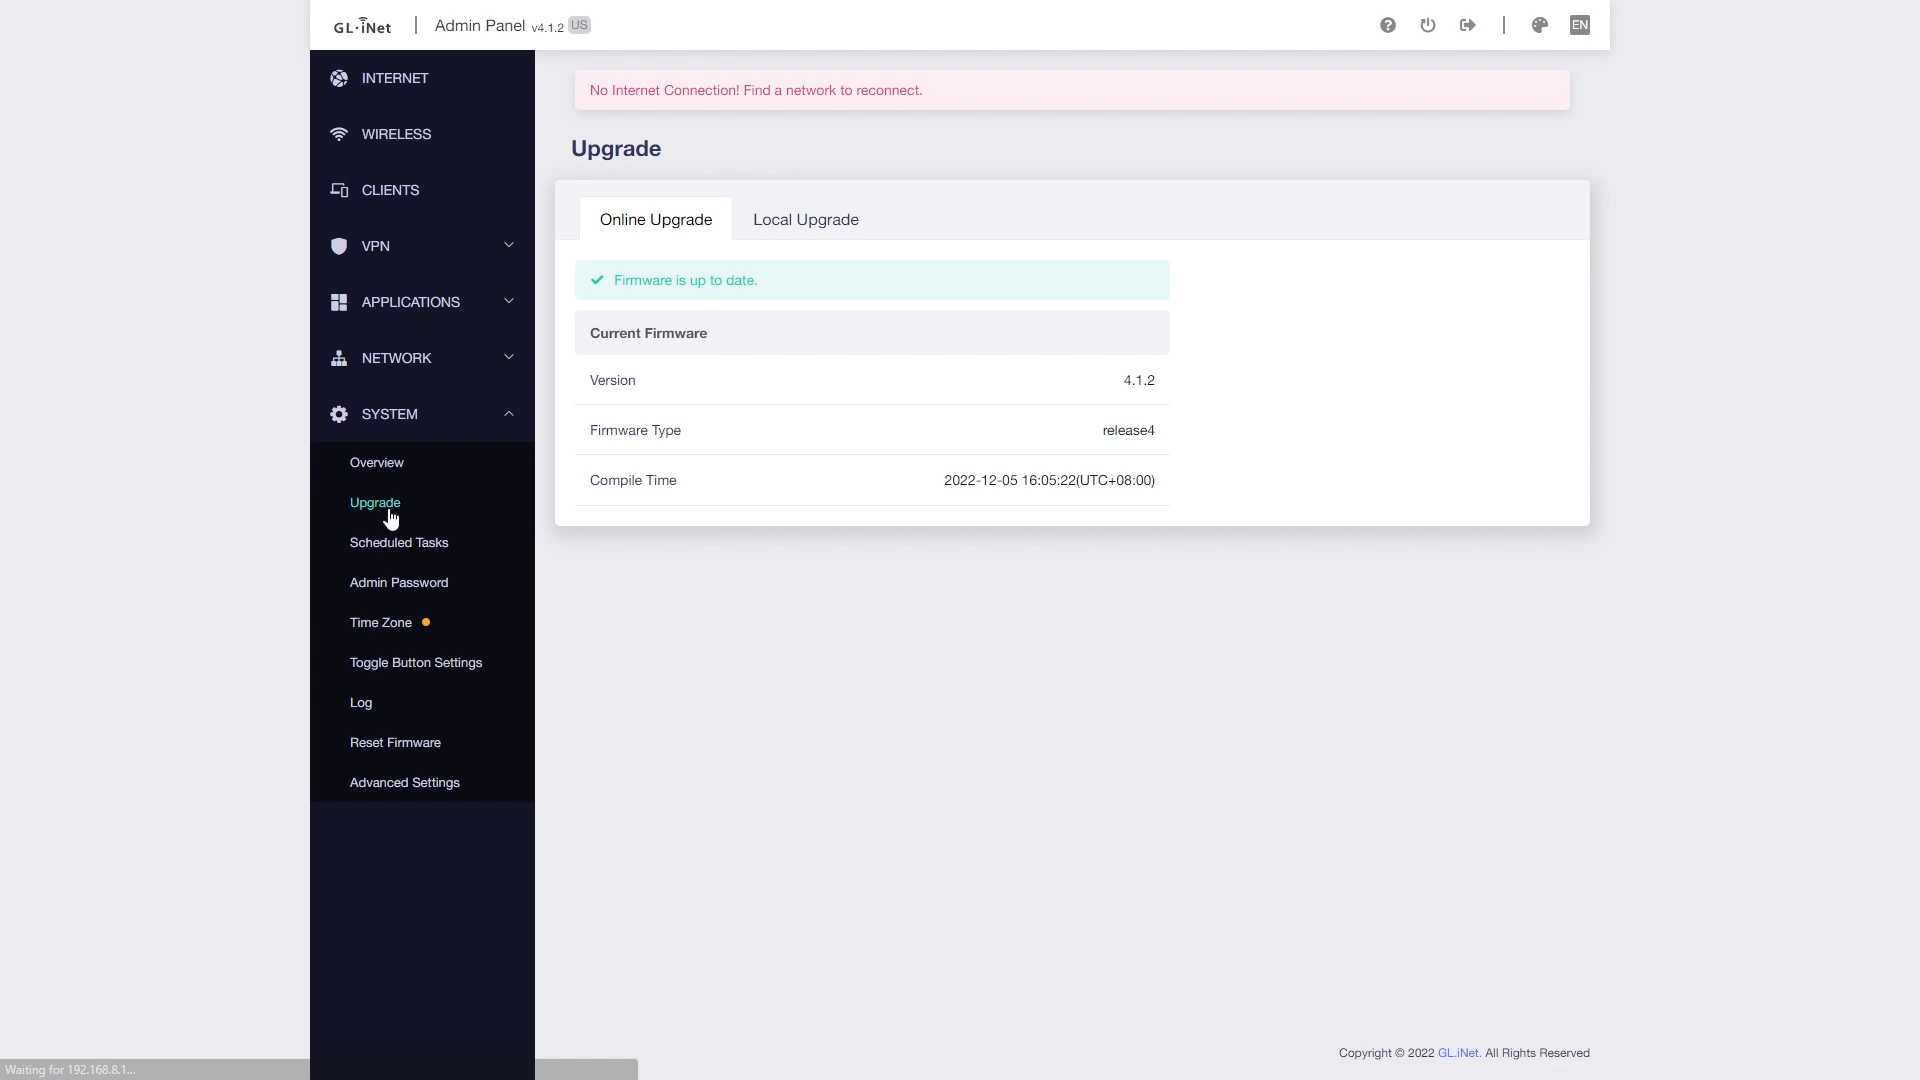 GL·iNet | Admin Panel v4.1.2 US
EN
INTERNET
WIRELESS
CLIENTS
VPN
APPLICATIONS
NETWORK
SYSTEM
Overview
Upgrade
Scheduled Tasks
Admin Password
Time Zone
Toggle Button Settings
Log
Reset Firmware
Advanced Settings
No Internet Connection! Find a network to reconnect.
Upgrade
Online Upgrade
Local Upgrade
Firmware is up to date.
Current Firmware
Version 4.1.2
Firmware Type release4
Compile Time 2022-12-05 16:05:22(UTC+08:00)
Copyright © 2022 GL.iNet. All Rights Reserved
Waiting for 192.168.8.1...